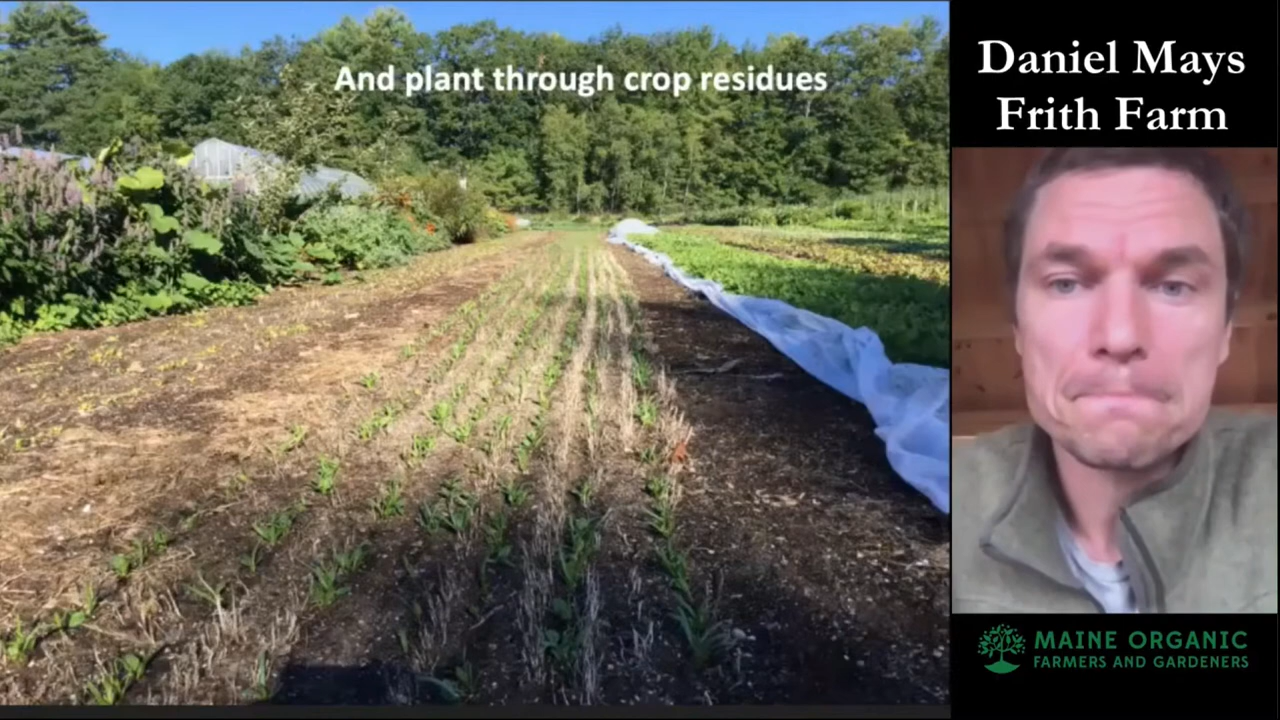 And plant through crop residues
Daniel Mays
Frith Farm
MAINE ORGANIC
FARMERS AND GARDENERS